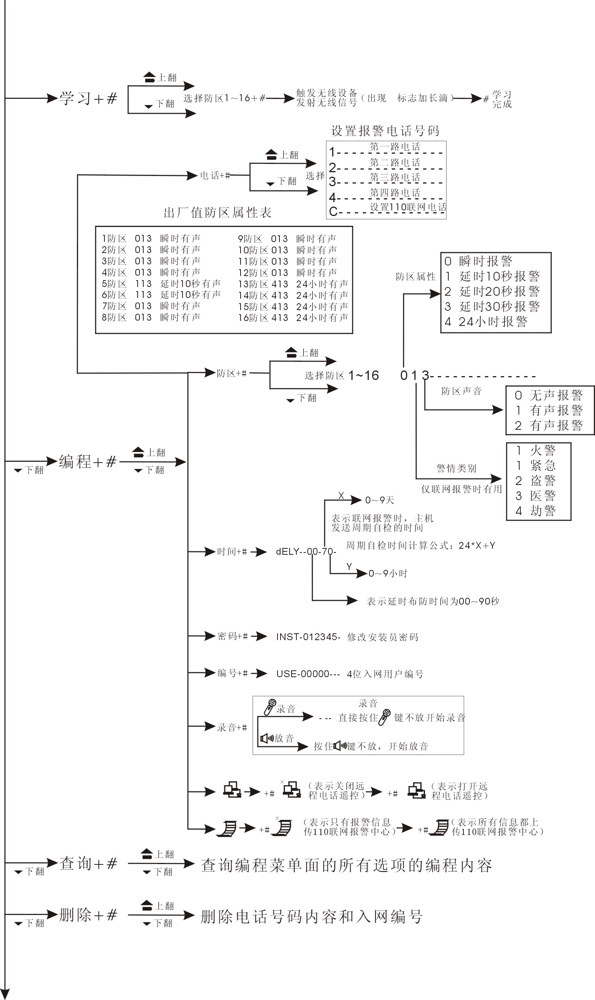 上翻
学习+#
下翻
选择防区1~16+#
触发无线设备
发射无线信号
（出现 标志加长滴）
# 学习
完成
设置报警电话号码
1 第一路电话
2 第二路电话
3 第三路电话
4 第四路电话
C 设置110联网电话
电话+#
上翻
下翻
选择
出厂值防区属性表
1防区 013 瞬时有声
2防区 013 瞬时有声
3防区 013 瞬时有声
4防区 013 瞬时有声
5防区 113 延时10秒有声
6防区 113 延时10秒有声
7防区 013 瞬时有声
8防区 013 瞬时有声
9防区 013 瞬时有声
10防区 013 瞬时有声
11防区 013 瞬时有声
12防区 013 瞬时有声
13防区 413 24小时有声
14防区 413 24小时有声
15防区 413 24小时有声
16防区 413 24小时有声
防区属性
0 瞬时报警
1 延时10秒报警
2 延时20秒报警
3 延时30秒报警
4 24小时报警
防区+#
上翻
选择防区 1~16
下翻
013--------------
防区声音
0 无声报警
1 有声报警
2 有声报警
警情类别
仅联网报警时有用
1 火警
1 紧急
2 盗警
3 医警
4 劫警
下翻
编程+#
上翻
下翻
时间+#
dELY--00-70-
X
0~9天
表示联网报警时，主机
发送周期自检的时间
周期自检时间计算公式：24*X+Y
Y
0~9小时
表示延时布防时间为00~90秒
密码+#
INST-012345- 修改安装员密码
编号+#
USE-00000--- 4位入网用户编号
录音+#
录音
录音
- -- 直接按住 键不放开始录音
放音
按住 键不放，开始放音
+# ×
（表示关闭远
程电话遥控）
+#
（表示打开远
程电话遥控）
+# ×
（表示只有报警信息
传110联网报警中心）
+#
（表示所有信息都上
传110联网报警中心）
下翻
查询+#
上翻
下翻
查询编程菜单面的所有选项的编程内容
下翻
删除+#
上翻
下翻
删除电话号码内容和入网编号